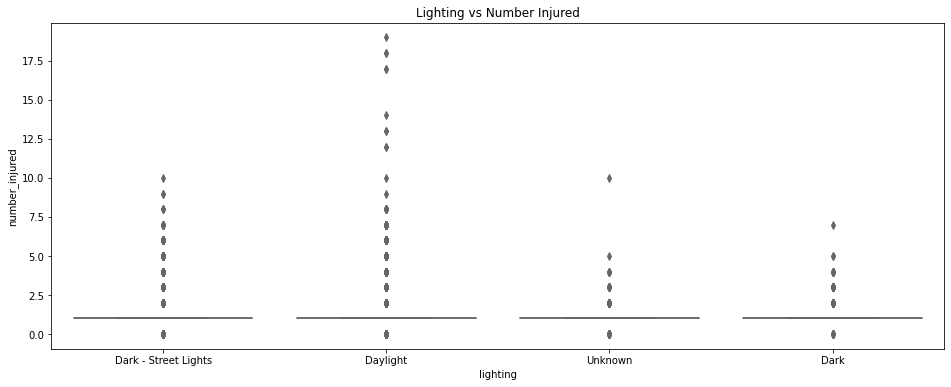 Lighting vs Number Injured
17.5
15.0
12.5
10.0
7.5
5.0
2.5
0.0
number_injured
Dark - Street Lights Daylight Unknown Dark
lighting